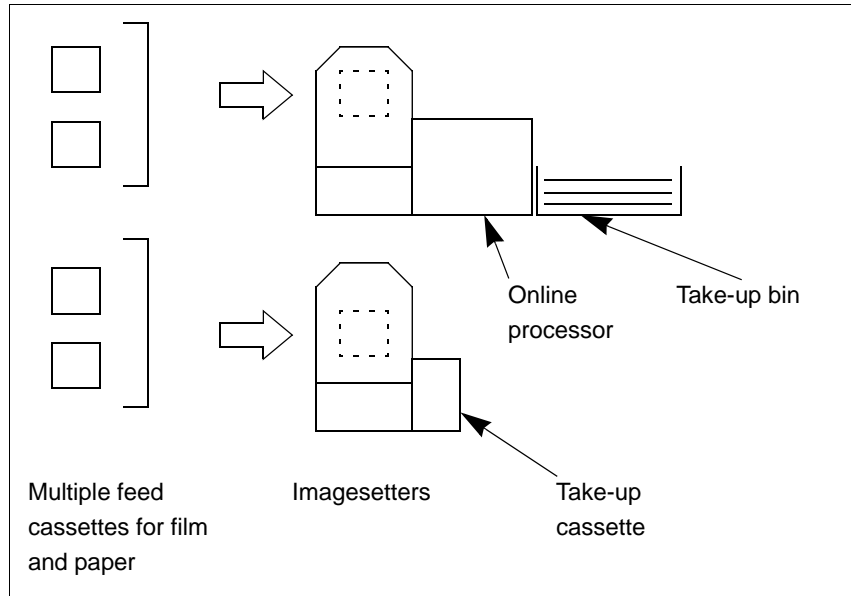 Online
processor
Take-up bin
Multiple feed
cassettes for film
and paper
Imagesetters
Take-up
cassette